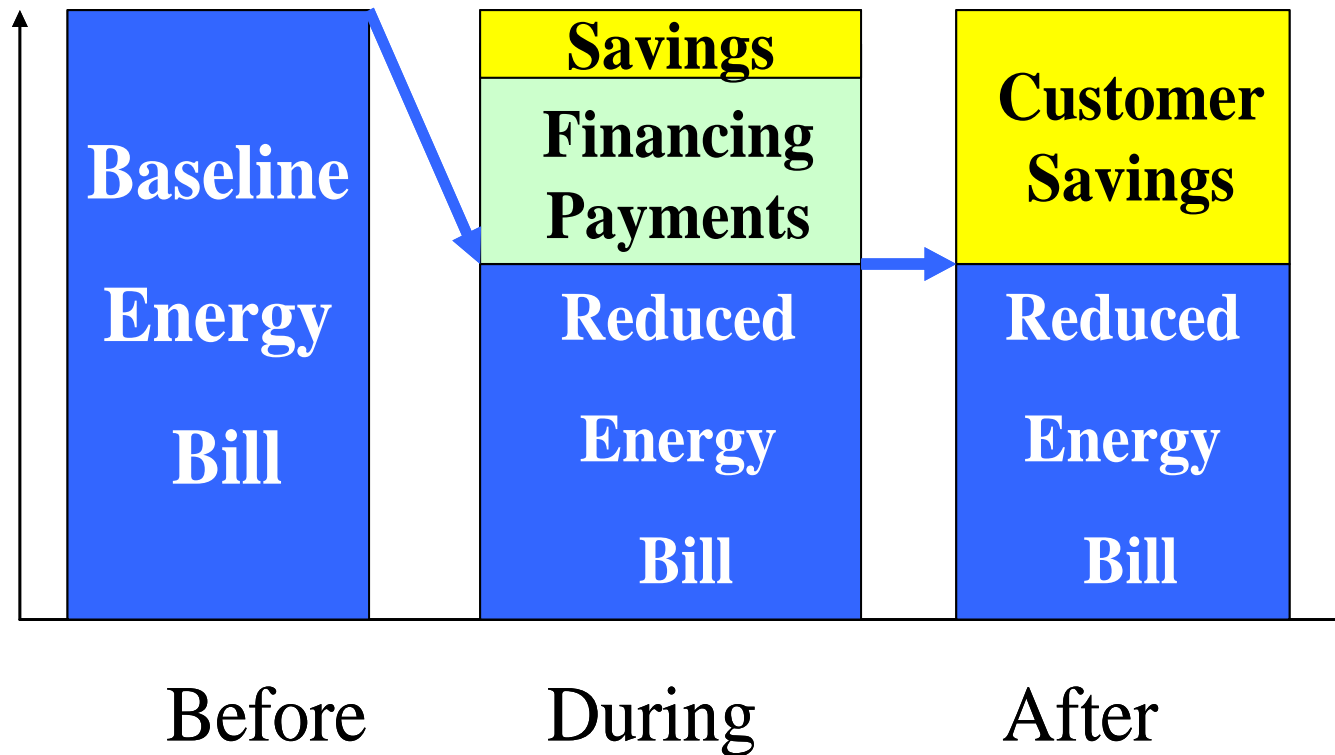 Baseline
Energy
Bill
Savings
Financing
Payments
Reduced
Energy
Bill
Customer
Savings
Reduced
Energy
Bill
Before
During
After